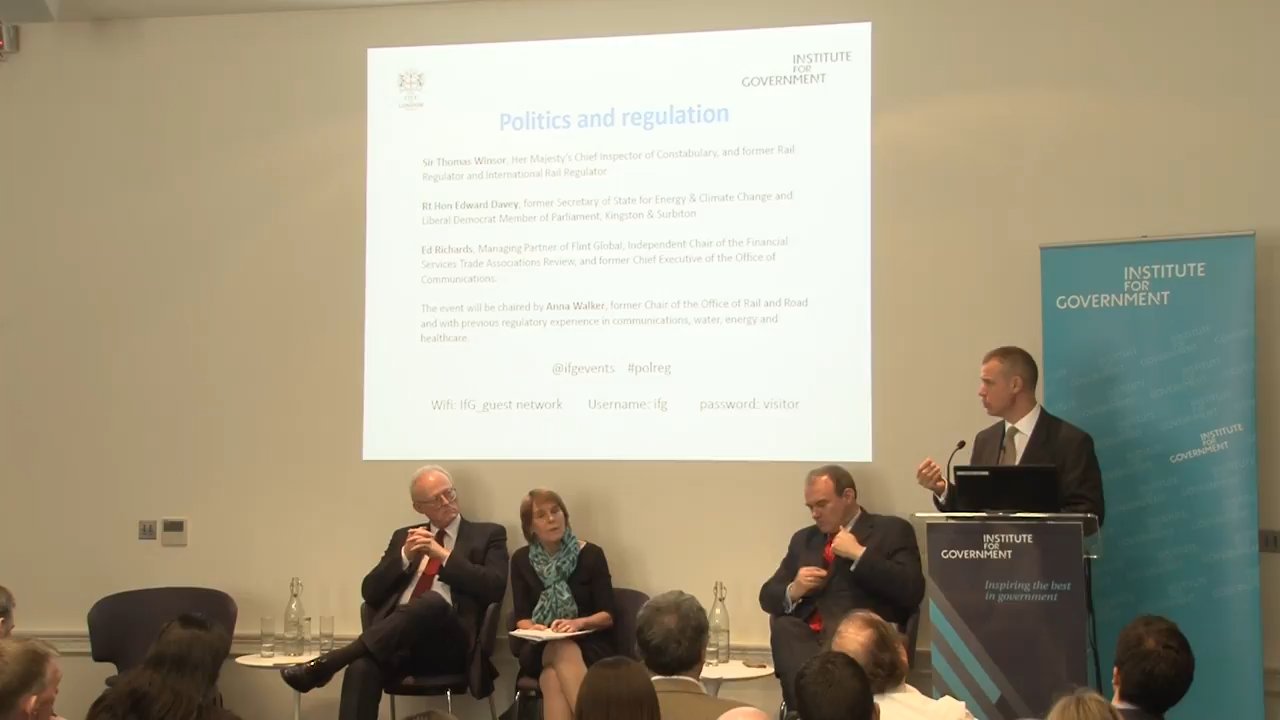 INSTITUTE
FOR
GOVERNMENT
LONDON
Politics and regulation
Sir Thomas Winsor, Her Majesty's Chief Inspector of Constabulary, and former Rail
Regulator and International Rail Regulator
Rt Hon Edward Davey, former Secretary of State for Energy & Climate Change and
Liberal Democrat Member of Parliament, Kingston & Surbiton
Ed Richards, Managing Partner of Flint Global, Independent Chair of the Financial
Services Trade Associations Review, and former Chief Executive of the Office of
Communications.
The event will be chaired by Anna Walker, former Chair of the Office of Rail and Road
and with previous regulatory experience in communications, water, energy and
healthcare.
@ifgevents #polreg
Wifi: IfG_guest network Username: ifg password: visitor
INSTITUTE
FOR
GOVERNMENT
INSTITUTE
FOR
GOVERNMENT
INSTITUTE
FOR
GOVERNMENT
Inspiring the best
in government